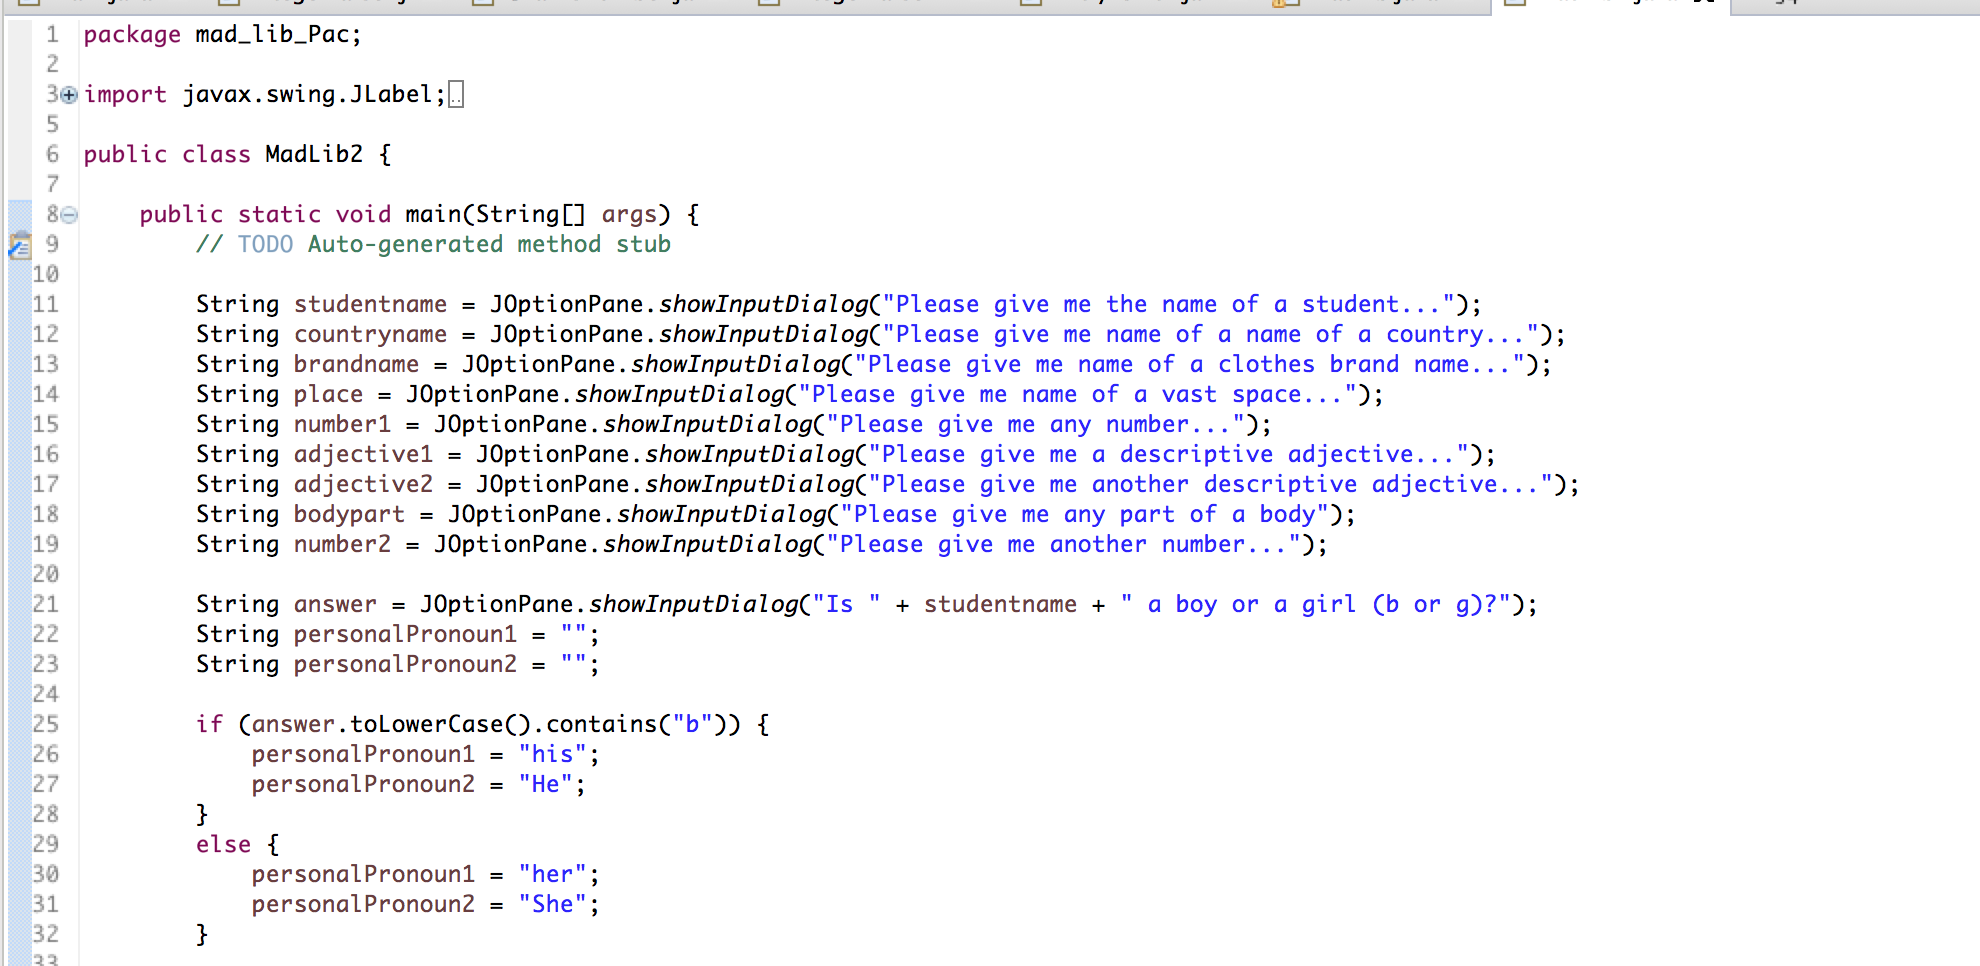 1 package mad_lib_Pac;
2
3 import javax.swing.JLabel;..
5
6 public class MadLib2 {
7
8     public static void main(String[] args) {
9         // TODO Auto-generated method stub
10
11         String studentname = JOptionPane.showInputDialog("Please give me the name of a student...");
12         String countryname = JOptionPane.showInputDialog("Please give me name of a name of a country...");
13         String brandname = JOptionPane.showInputDialog("Please give me name of a clothes brand name...");
14         String place = JOptionPane.showInputDialog("Please give me name of a vast space...");
15         String number1 = JOptionPane.showInputDialog("Please give me any number...");
16         String adjective1 = JOptionPane.showInputDialog("Please give me a descriptive adjective...");
17         String adjective2 = JOptionPane.showInputDialog("Please give me another descriptive adjective...");
18         String bodypart = JOptionPane.showInputDialog("Please give me any part of a body");
19         String number2 = JOptionPane.showInputDialog("Please give me another number...");
20
21         String answer = JOptionPane.showInputDialog("Is " + studentname + " a boy or a girl (b or g)?");
22         String personalPronoun1 = "";
23         String personalPronoun2 = "";
24
25         if (answer.toLowerCase().contains("b")) {
26             personalPronoun1 = "his";
27             personalPronoun2 = "He";
28         }
29         else {
30             personalPronoun1 = "her";
31             personalPronoun2 = "She";
32         }
33